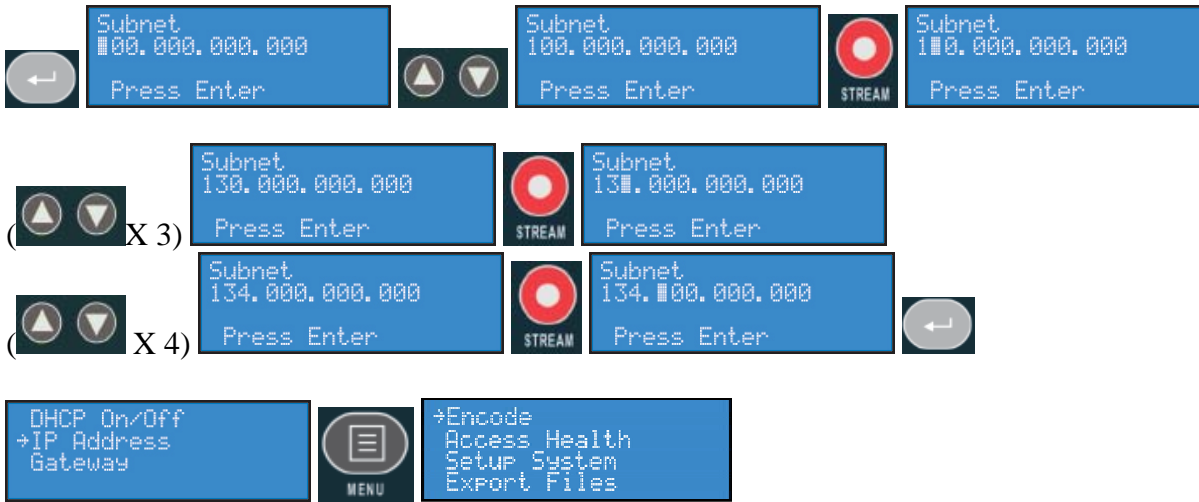 Subnet
█00.000.000.000
Press Enter
Subnet
100.000.000.000
Press Enter
STREAM
Subnet
1█0.000.000.000
Press Enter
(
X 3)
Subnet
130.000.000.000
Press Enter
STREAM
Subnet
13█.000.000.000
Press Enter
(
X 4)
Subnet
134.000.000.000
Press Enter
STREAM
Subnet
134.█00.000.000
Press Enter
DHCP On/Off
→IP Address
Gateway
MENU
→Encode
Access Health
Setup System
Export Files